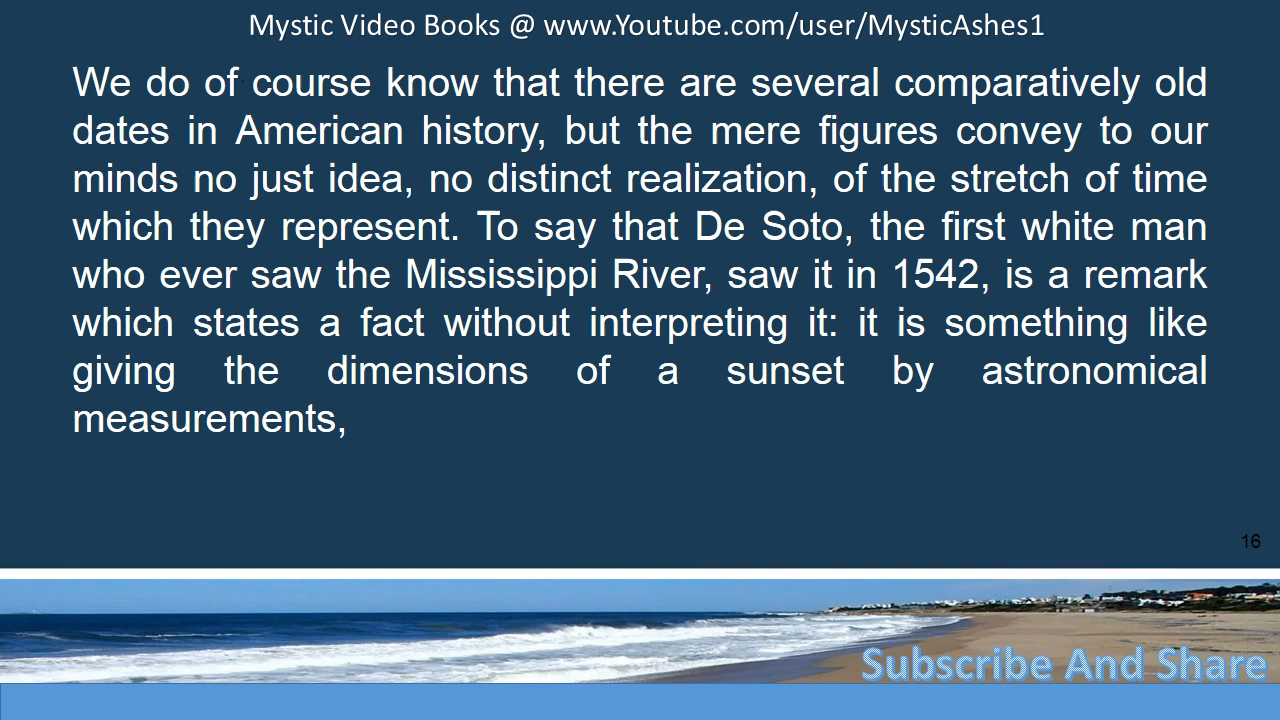 Mystic Video Books @ www.Youtube.com/user/MysticAshes1
We do of course know that there are several comparatively old
dates in American history, but the mere figures convey to our
minds no just idea, no distinct realization, of the stretch of time
which they represent. To say that De Soto, the first white man
who ever saw the Mississippi River, saw it in 1542, is a remark
which states a fact without interpreting it: it is something like
giving the dimensions of a sunset by astronomical
measurements,
16
Subscribe And Share